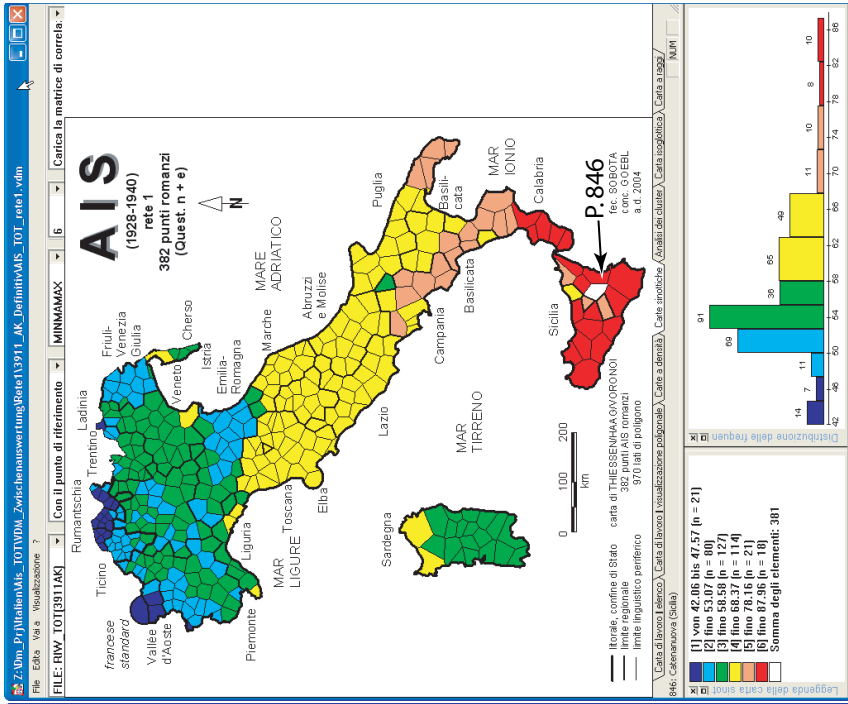 Z:\Dm_Prj\Italien\Ais_TOT\VDM_Zwischenauswertung\Rete1\3911_AK_Definitiv\AIS_TOT_rete1.vdm
File Edita Vai a Visualizzazione ?
FILE: RIW_TOT[3911AK] Con il punto di riferimento MINMWAMAX 6 Carica la matrice di correla:
AIS
(1928-1940)
rete 1
382 punti romanzi
(Quest. n + e)
N
francese
standard
Vallée
d'Aoste
Piemonte
Ticino
Rumantschia
Trentino
Ladinia
Friuli-
Venezia
Giulia
Cherso
Istria
Veneto
Emilia-
Romagna
Liguria
MAR
LIGURE
Toscana
Elba
Marche
MARE
ADRIATICO
Abruzzi
e Molise
Lazio
Campania
Puglia
Basili-
cata
Basilicata
MAR
IONIO
Calabria
Sicilia
MAR
TIRRENO
Sardegna
P.846
fec. SOBOTA
conc. GOEBL
a.d. 2004
0 100 200
km
litorale, confine di Stato
limite regionale
limite linguistico periferico
carta di THIESSEN/HAAG/VORONOI
382 punti AIS romanzi
970 lati di poligono
Carta di lavoro | elenco Carta di lavoro | visualizzazione poligonale Carte a dentità Carte sinottiche Analisi dei cluster Carta isoglottica Carta a raggi
846: Catenanuova (Sicilia)
NUM
Leggenda della carta sinot
[1] von 42.06 bis 47.57 (n = 21)
[2] fino 53.07 (n = 80)
[3] fino 58.58 (n = 127)
[4] fino 68.37 (n = 114)
[5] fino 78.16 (n = 21)
[6] fino 87.96 (n = 18)
Somma degli elementi: 381
Distribuzione delle frequen
14 7 11 69 91 36 65 49 11 10 8 10
42 46 50 54 58 62 66 70 74 78 82 86